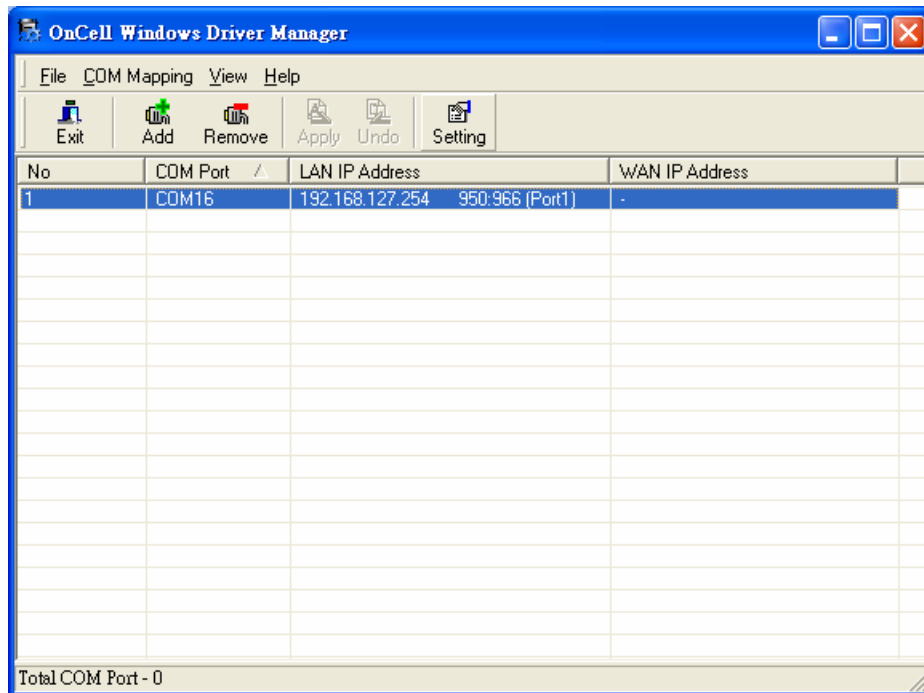 OnCell Windows Driver Manager
File COM Mapping View Help
Exit Add Remove Apply Undo Setting
No COM Port LAN IP Address WAN IP Address
1 COM16 192.168.127.254 950:966 (Port1) -
Total COM Port - 0